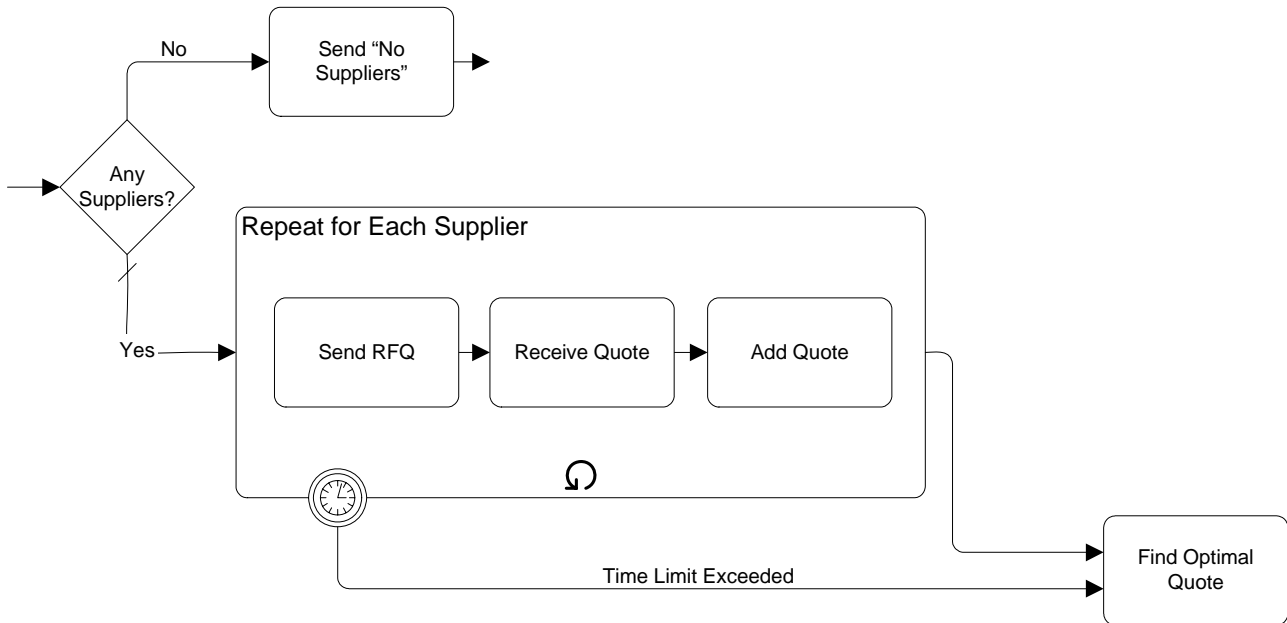 No
Send “No
Suppliers”
Any
Suppliers?
Repeat for Each Supplier
Send RFQ
Receive Quote
Add Quote
Yes
Time Limit Exceeded
Find Optimal
Quote